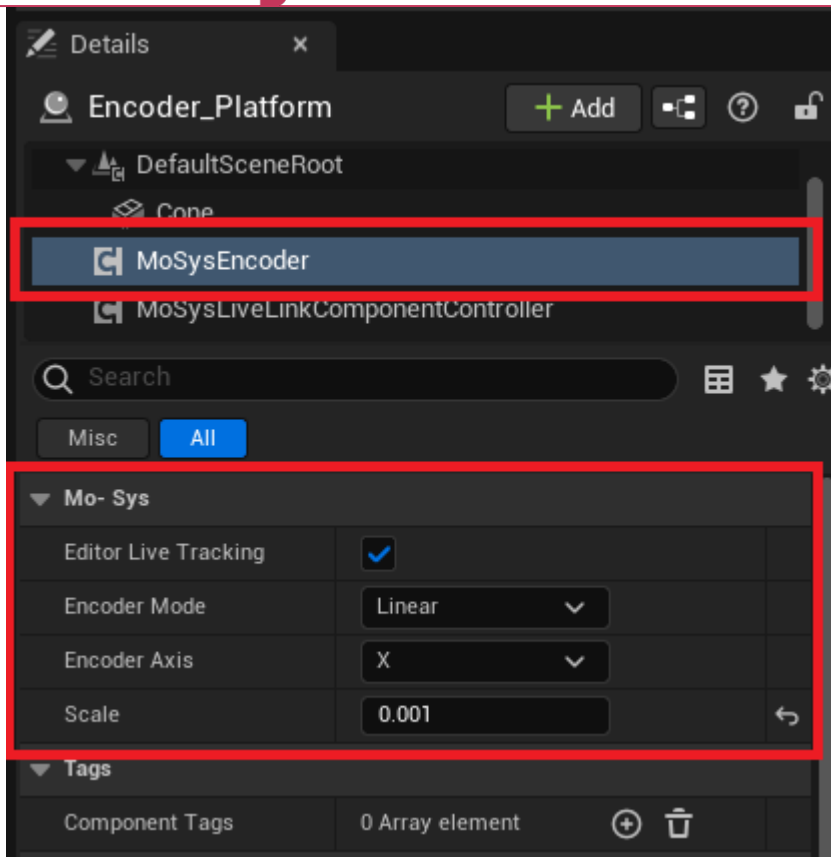 Details
Encoder_Platform
Add
DefaultSceneRoot
Cone
MoSysEncoder
MoSysLiveLinkComponentController
Search
Misc All
Mo- Sys
Editor Live Tracking
Encoder Mode Linear
Encoder Axis X
Scale 0.001
Tags
Component Tags 0 Array element